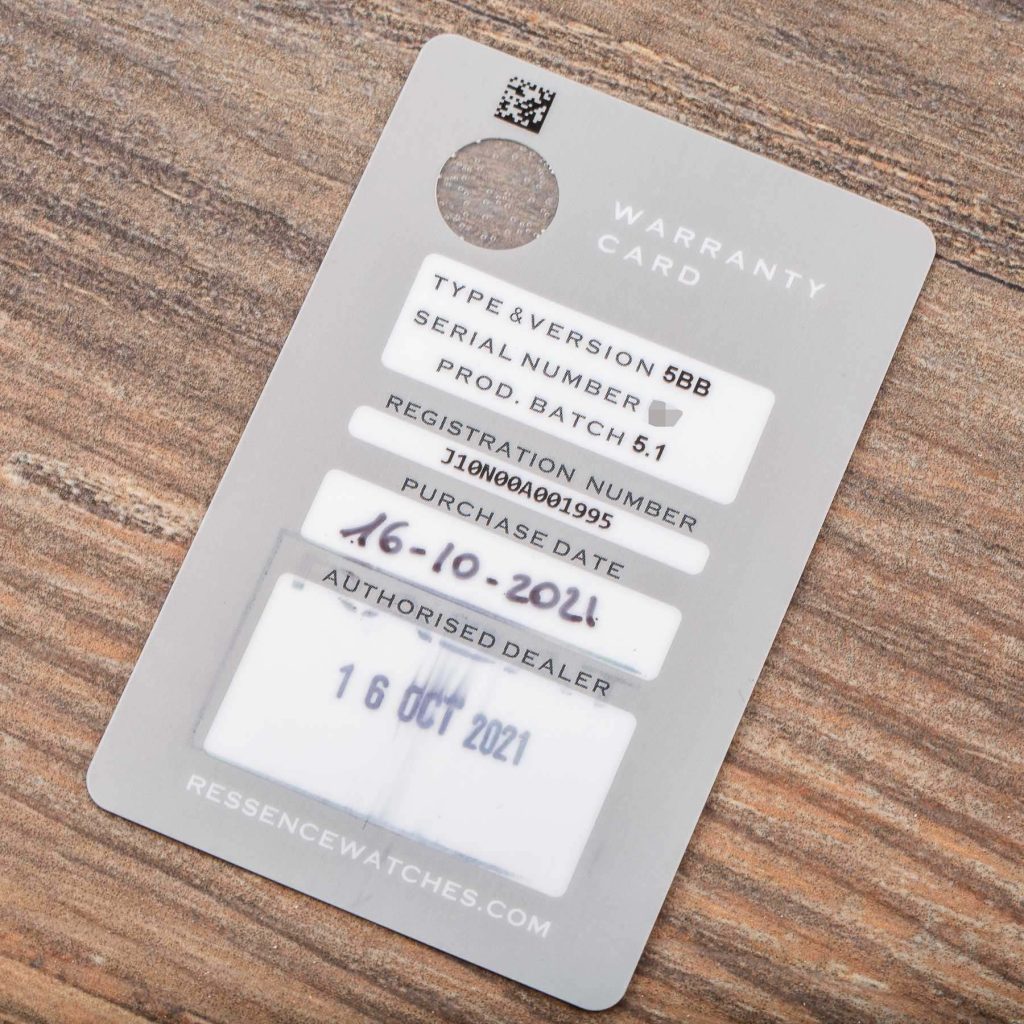 WARRANTY
CARD
TYPE & VERSION 5BB
SERIAL NUMBER
PROD. BATCH 5.1
REGISTRATION NUMBER
J10N00A001995
PURCHASE DATE
16-10-2021
AUTHORISED DEALER
16 OCT 2021
RESSENCEWATCHES.COM